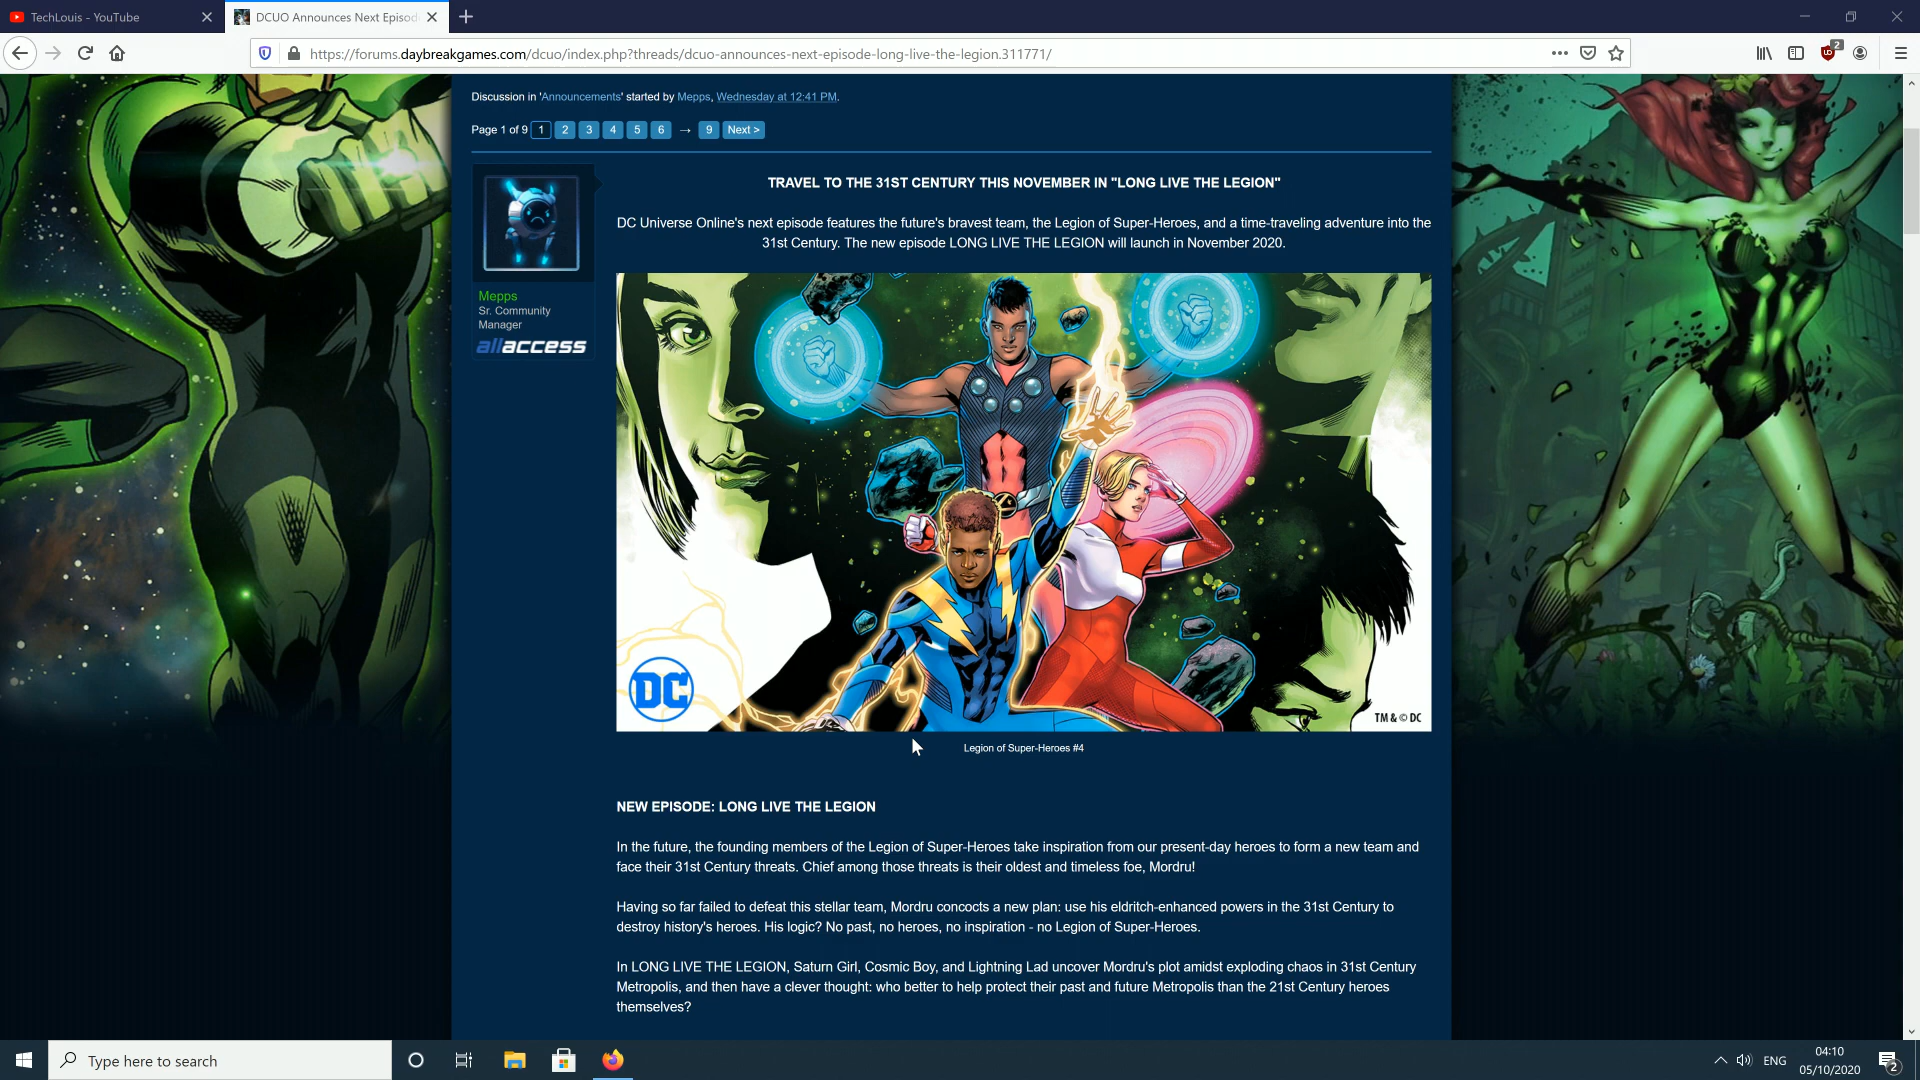 TechLouis - YouTube
DCUO Announces Next Episod
https://forums.daybreakgames.com/dcuo/index.php?threads/dcuo-announces-next-episode-long-live-the-legion.311771/
2
Discussion in 'Announcements' started by Mepps, Wednesday at 12:41 PM.
Page 1 of 9 1 2 3 4 5 6 → 9 Next >
Mepps
Sr. Community
Manager
allaccess
TRAVEL TO THE 31ST CENTURY THIS NOVEMBER IN "LONG LIVE THE LEGION"
DC Universe Online's next episode features the future's bravest team, the Legion of Super-Heroes, and a time-traveling adventure into the
31st Century. The new episode LONG LIVE THE LEGION will launch in November 2020.
DC
TM & © DC
Legion of Super-Heroes #4
NEW EPISODE: LONG LIVE THE LEGION
In the future, the founding members of the Legion of Super-Heroes take inspiration from our present-day heroes to form a new team and
face their 31st Century threats. Chief among those threats is their oldest and timeless foe, Mordru!
Having so far failed to defeat this stellar team, Mordru concocts a new plan: use his eldritch-enhanced powers in the 31st Century to
destroy history's heroes. His logic? No past, no heroes, no inspiration - no Legion of Super-Heroes.
In LONG LIVE THE LEGION, Saturn Girl, Cosmic Boy, and Lightning Lad uncover Mordru's plot amidst exploding chaos in 31st Century
Metropolis, and then have a clever thought: who better to help protect their past and future Metropolis than the 21st Century heroes
themselves?
Type here to search
ENG
04:10
05/10/2020
2